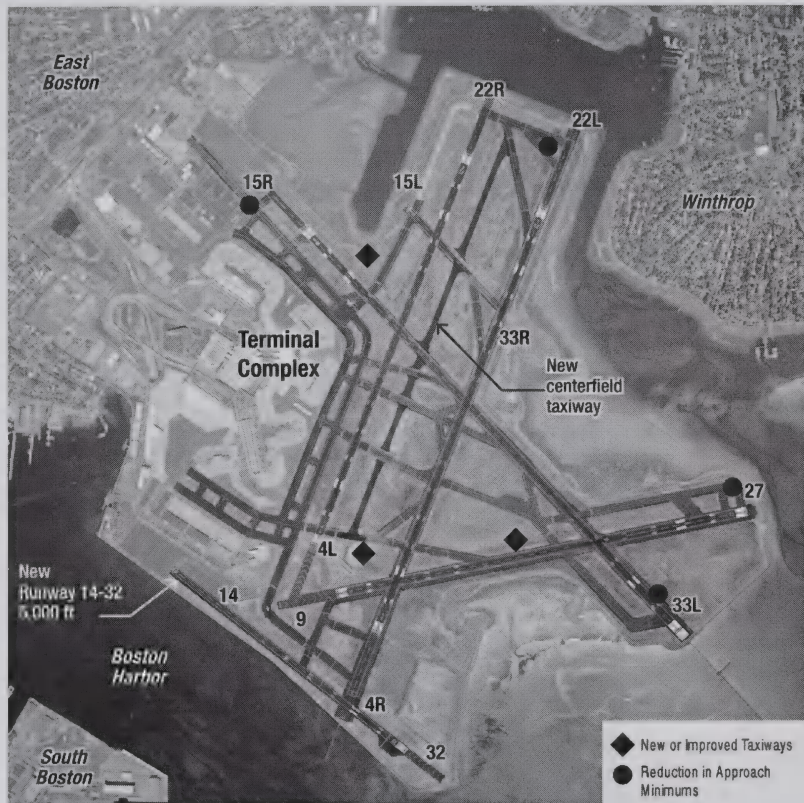 East
Boston
22R
22L
15R
15L
Winthrop
Terminal
Complex
33R
New
centerfield
taxiway
27
4L
New
Runway 14-32
5,000 ft
14
9
33L
Boston
Harbor
4R
32
South
Boston
New or Improved Taxiways
Reduction in Approach
Minimums